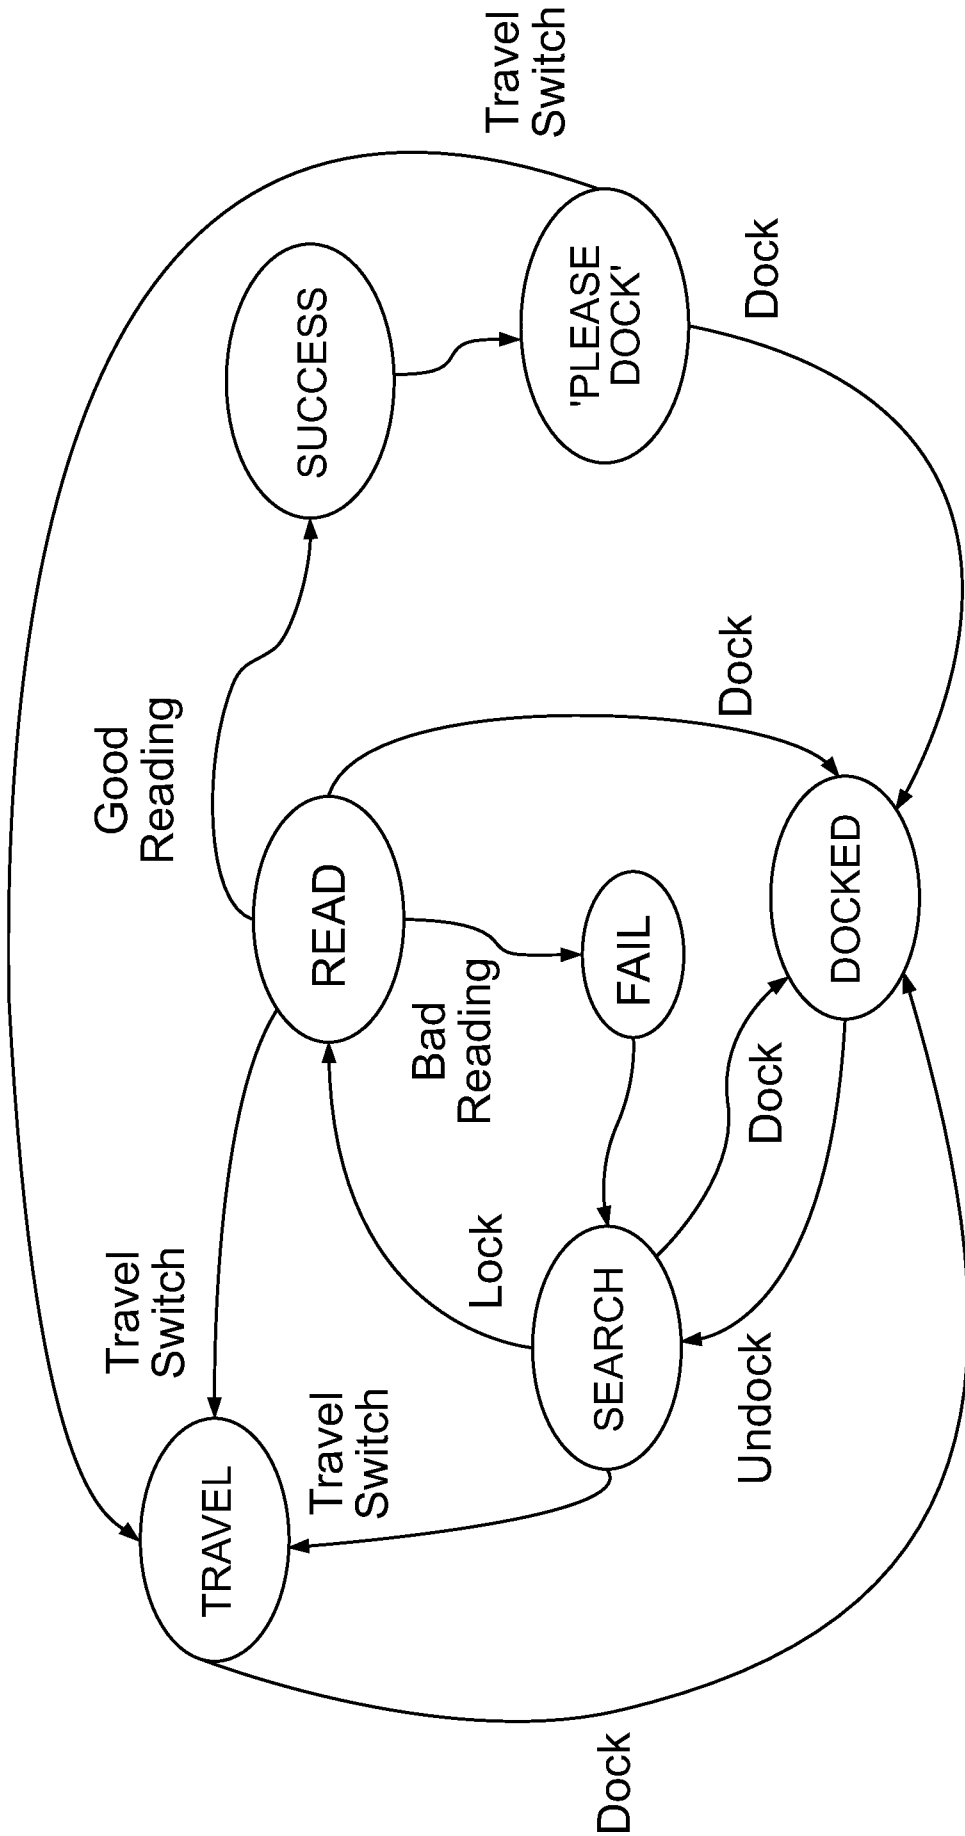 Travel
Switch
Travel
Switch
Good
Reading
TRAVEL
READ
SUCCESS
Travel
Switch
Lock
Bad
Reading
SEARCH
FAIL
'PLEASE
DOCK'
Dock
Undock
Dock
Dock
Dock
DOCKED